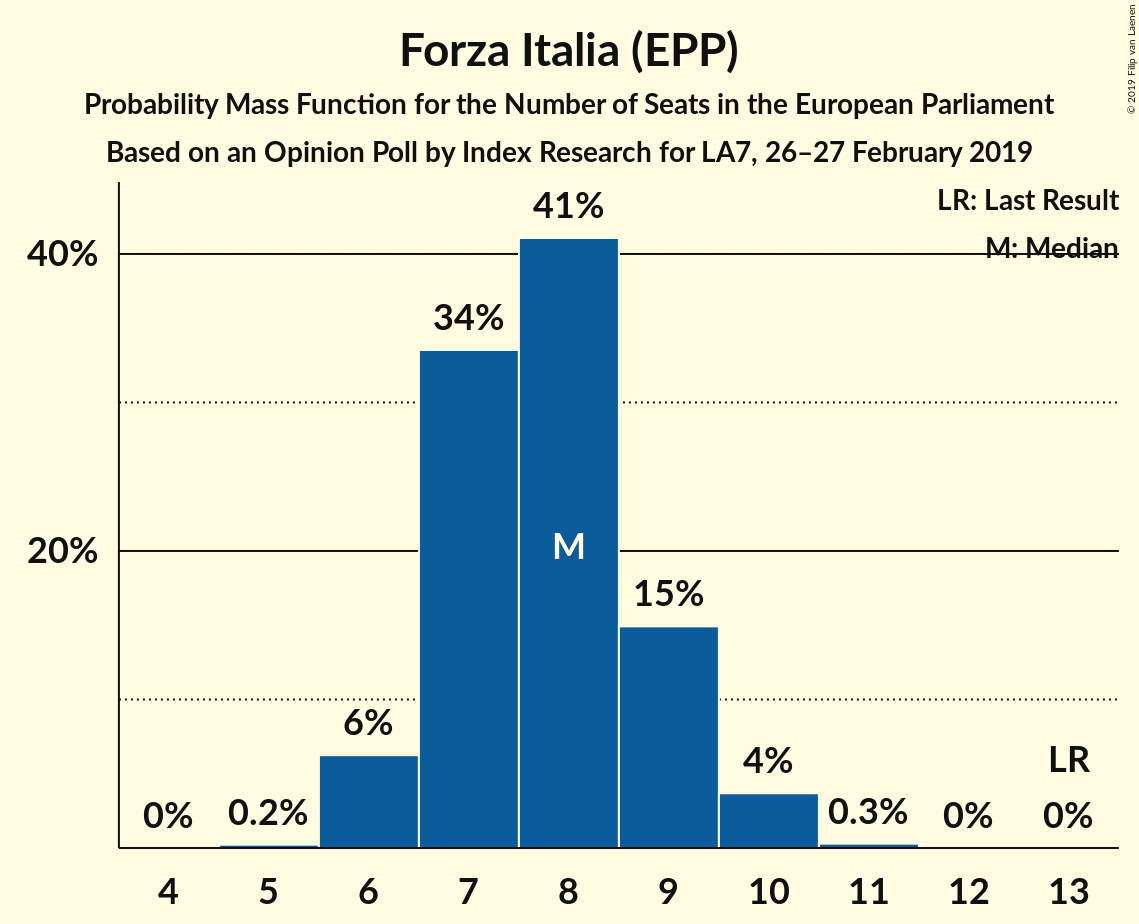 Forza Italia (EPP)
Probability Mass Function for the Number of Seats in the European Parliament
Based on an Opinion Poll by Index Research for LA7, 26–27 February 2019
© 2019 Filip van Laenen
LR: Last Result
M: Median
40%
20%
0%
0.2%
6%
34%
41%
M
15%
4%
0.3%
0%
LR
0%
4 5 6 7 8 9 10 11 12 13